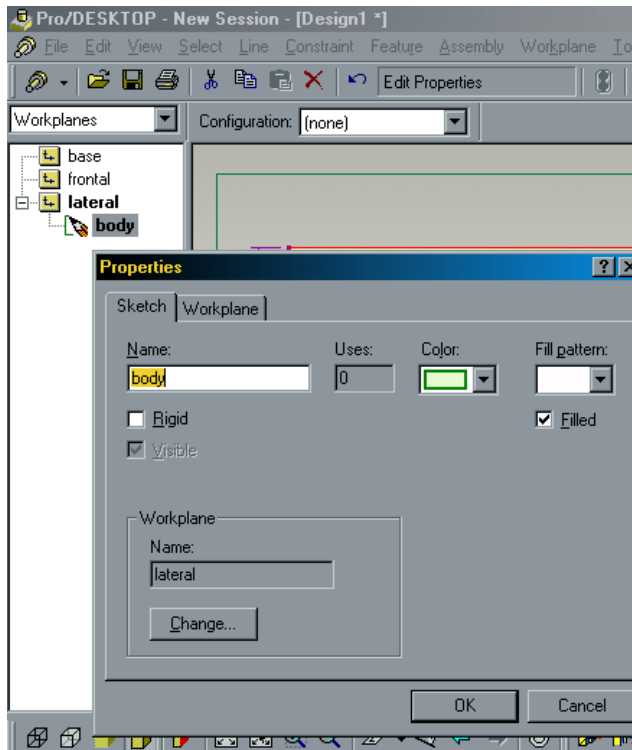 Pro/DESKTOP - New Session - [Design1 *]
File Edit View Select Line Constraint Feature Assembly Workplane To
Edit Properties
Workplanes Configuration: (none)
base
frontal
lateral
body
Properties
Sketch Workplane
Name: Uses: Color: Fill pattern:
body 0
Rigid Filled
Visible
Workplane
Name:
lateral
Change...
OK Cancel